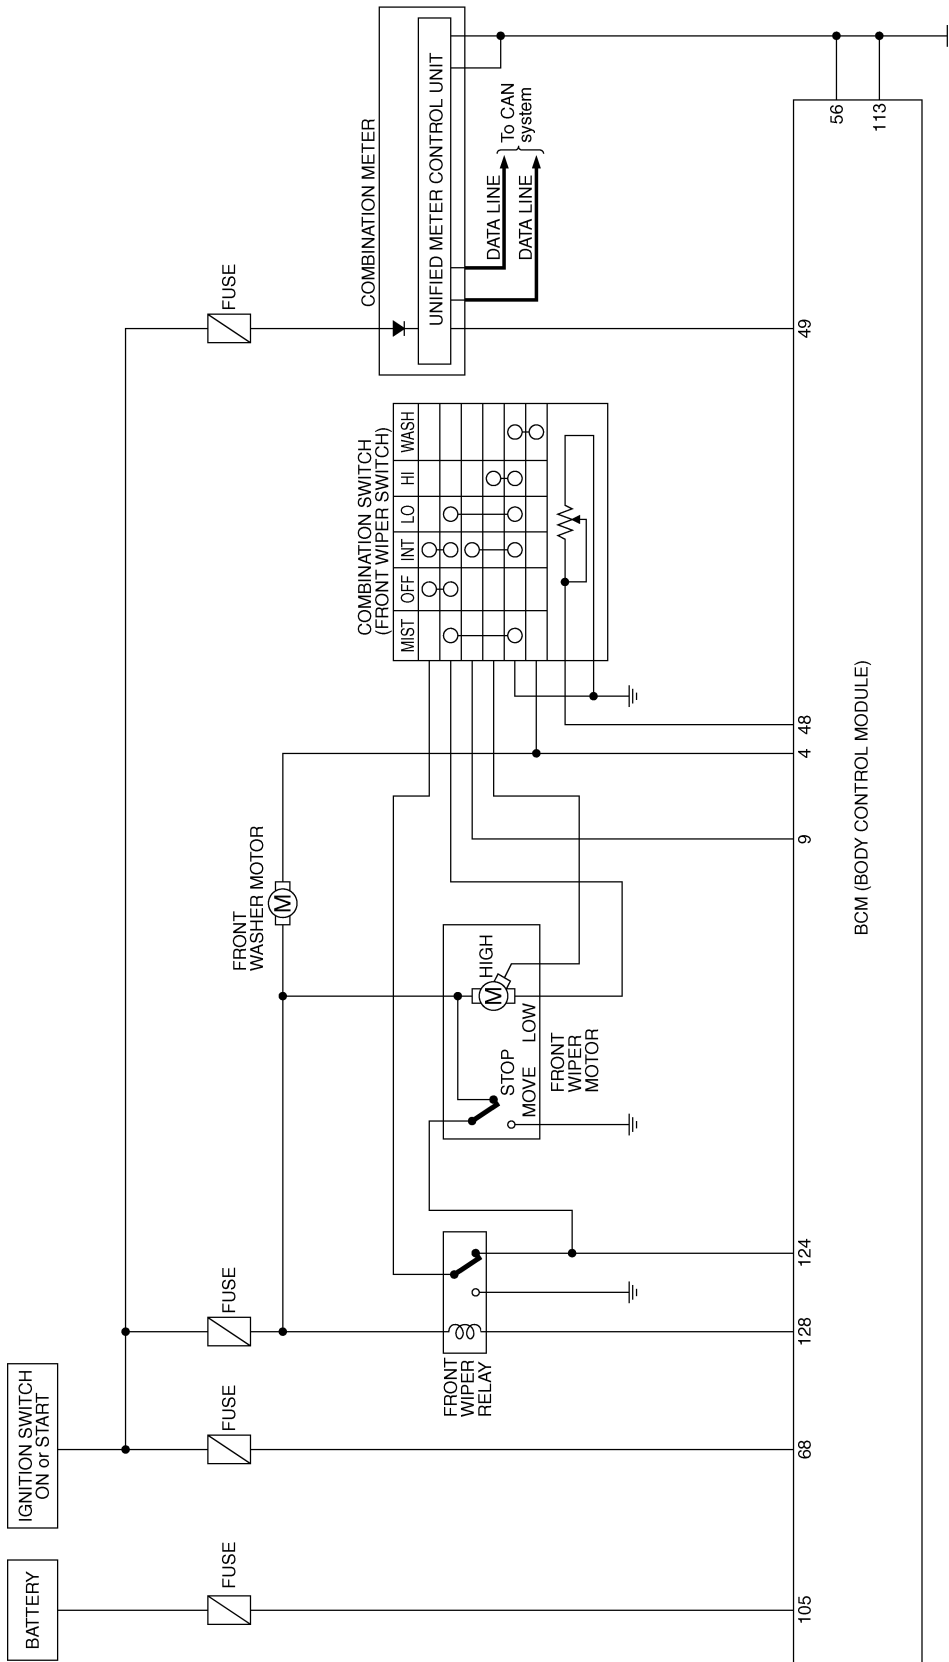 BATTERY
IGNITION SWITCH
ON or START
FUSE
FUSE
FUSE
FUSE
FRONT
WASHER MOTOR
M
COMBINATION SWITCH
(FRONT WIPER SWITCH)
MIST
OFF
INT
LO
HI
WASH
COMBINATION METER
UNIFIED METER CONTROL UNIT
DATA LINE
DATA LINE
To CAN
system
FRONT
WIPER
RELAY
M
HIGH
STOP
LOW
MOVE
FRONT
WIPER
MOTOR
105
68
128
124
9
4
48
49
56
113
BCM (BODY CONTROL MODULE)